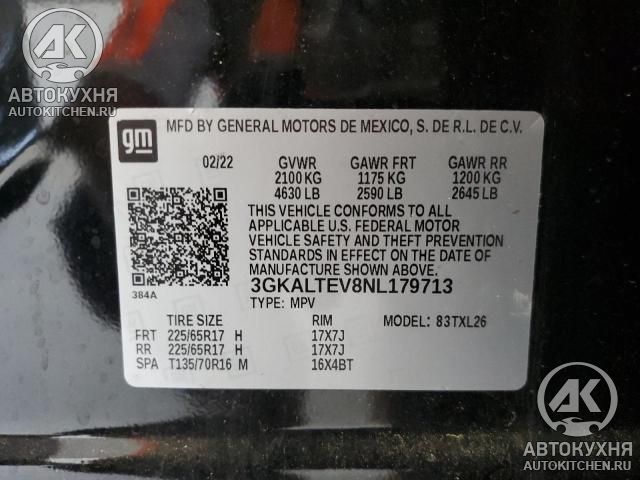 AK
АВТОКУХНЯ
AUTOKITCHEN.RU
gm
MFD BY GENERAL MOTORS DE MEXICO, S. DE R.L. DE C.V.
02/22 GVWR GAWR FRT GAWR RR
2100 KG 1175 KG 1200 KG
4630 LB 2590 LB 2645 LB
THIS VEHICLE CONFORMS TO ALL
APPLICABLE U.S. FEDERAL MOTOR
VEHICLE SAFETY AND THEFT PREVENTION
STANDARDS IN EFFECT ON THE DATE
OF MANUFACTURE SHOWN ABOVE.
384A
3GKALTEV8NL179713
TYPE: MPV MODEL: 83TXL26
TIRE SIZE RIM
FRT 225/65R17 H 17X7J
RR 225/65R17 H 17X7J
SPA T135/70R16 M 16X4BT
AK
АВТОКУХНЯ
AUTOKITCHEN.RU